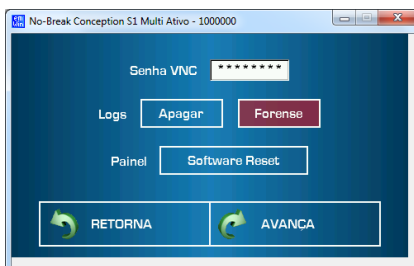 No-Break Conception S1 Multi Ativo - 1000000
Senha VNC ********
Logs Apagar Forense
Painel Software Reset
RETORNA AVANÇA